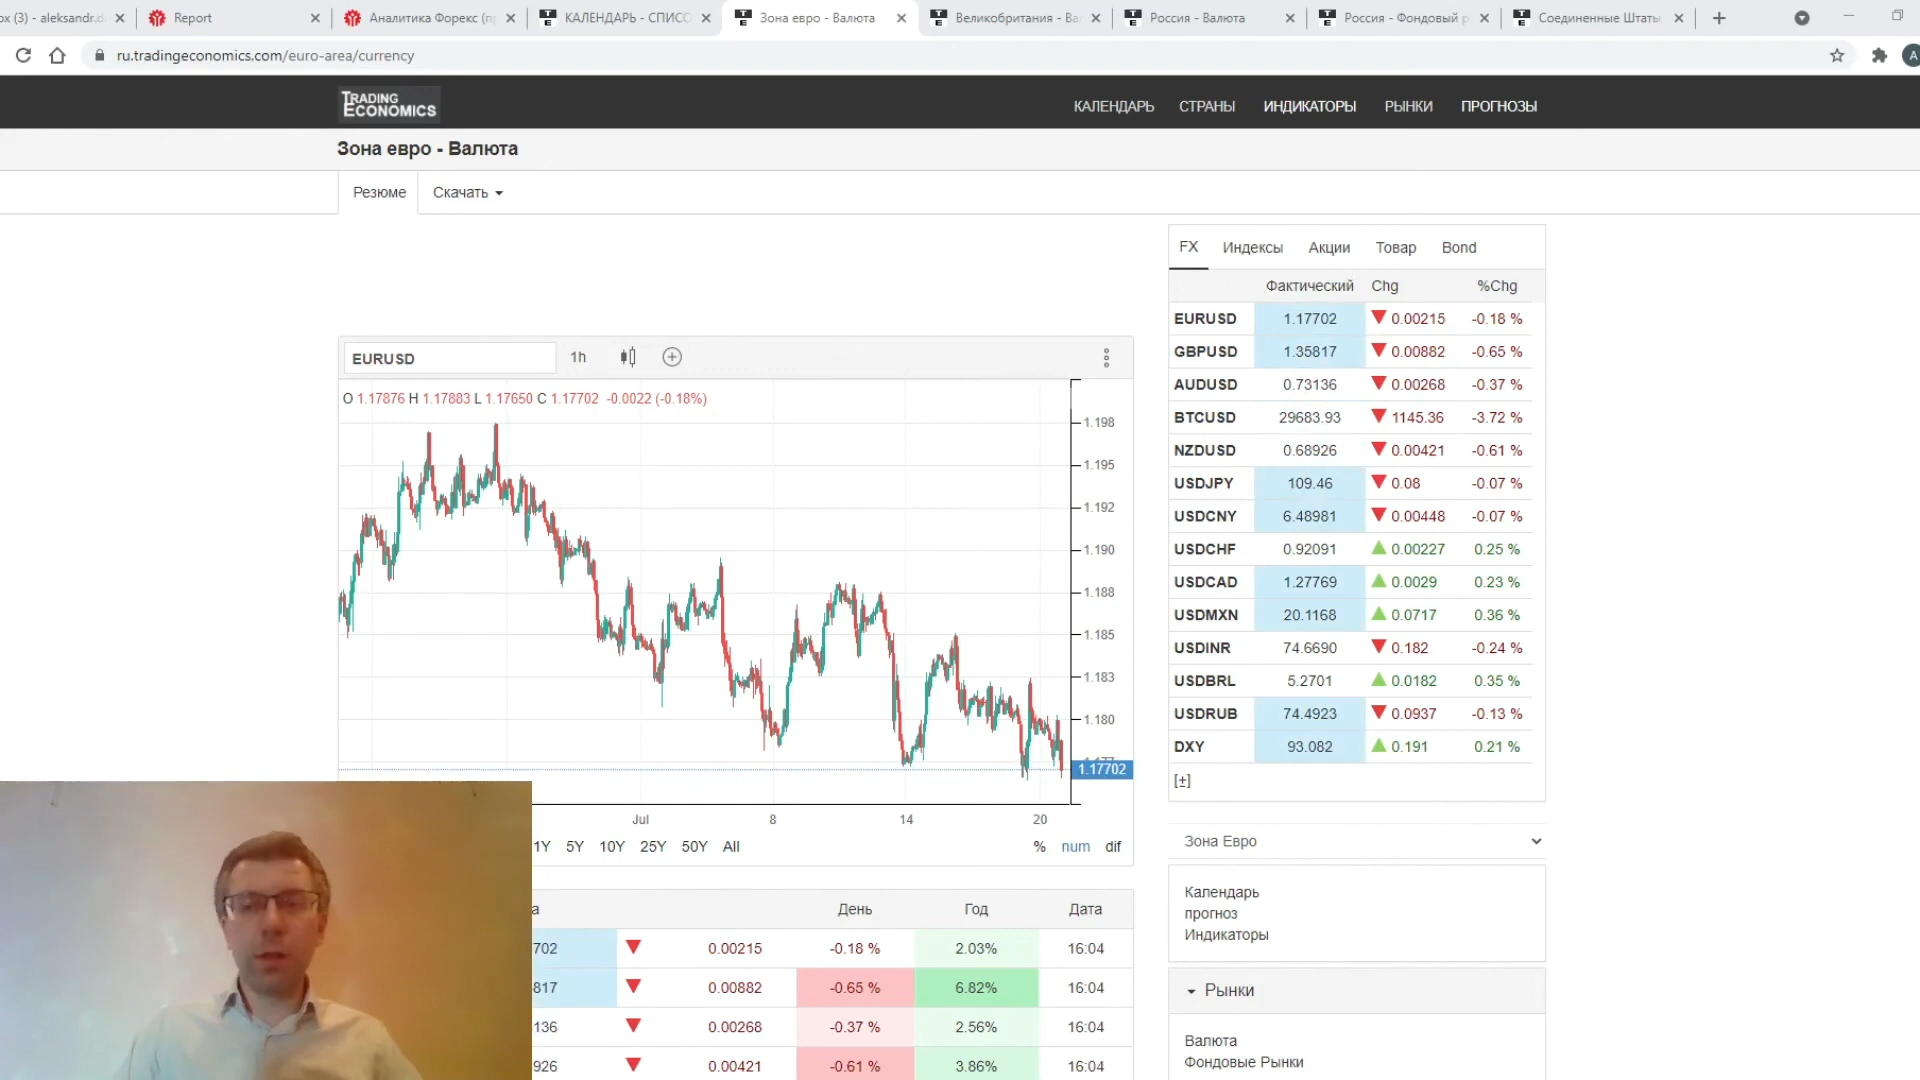 ox (3) - aleksandr.d
Report
Аналитика Форекс (п
КАЛЕНДАРЬ - СПИСО
Зона евро - Валюта
Великобритания - Ва
Россия - Валюта
Россия - Фондовый р
Соединенные Штаты
ru.tradingeconomics.com/euro-area/currency
A
TRADING
ECONOMICS
КАЛЕНДАРЬ СТРАНЫ ИНДИКАТОРЫ РЫНКИ ПРОГНОЗЫ
Зона евро - Валюта
Резюме Скачать
EURUSD 1h
O 1.17876 H 1.17883 L 1.17650 C 1.17702 -0.0022 (-0.18%)
1.198
1.195
1.192
1.190
1.188
1.185
1.183
1.180
1.17702
Jul 8 14 20
1Y 5Y 10Y 25Y 50Y All % num dif
а День Год Дата
702 0.00215 -0.18 % 2.03% 16:04
817 0.00882 -0.65 % 6.82% 16:04
136 0.00268 -0.37 % 2.56% 16:04
926 0.00421 -0.61 % 3.86% 16:04
FX Индексы Акции Товар Bond
Фактический Chg %Chg
EURUSD 1.17702 0.00215 -0.18 %
GBPUSD 1.35817 0.00882 -0.65 %
AUDUSD 0.73136 0.00268 -0.37 %
BTCUSD 29683.93 1145.36 -3.72 %
NZDUSD 0.68926 0.00421 -0.61 %
USDJPY 109.46 0.08 -0.07 %
USDCNY 6.48981 0.00448 -0.07 %
USDCHF 0.92091 0.00227 0.25 %
USDCAD 1.27769 0.0029 0.23 %
USDMXN 20.1168 0.0717 0.36 %
USDINR 74.6690 0.182 -0.24 %
USDBRL 5.2701 0.0182 0.35 %
USDRUB 74.4923 0.0937 -0.13 %
DXY 93.082 0.191 0.21 %
[+]
Зона Евро
Календарь
прогноз
Индикаторы
Рынки
Валюта
Фондовые Рынки